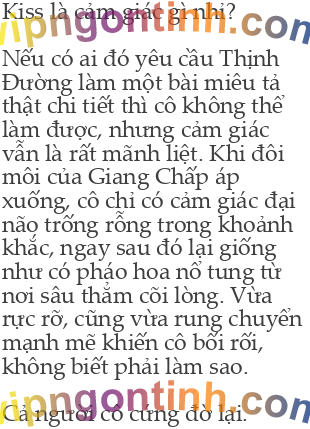 Kiss là cảm giác gì nhỉ?
vipngontinh.com
Nếu có ai đó yêu cầu Thịnh
Đường làm một bài miêu tả
thật chi tiết thì cô không thể
làm được, nhưng cảm giác
vẫn là rất mãnh liệt. Khi đôi
môi của Giang Chấp áp
xuống, cô chỉ có cảm giác đại
não trống rỗng trong khoảnh
khắc, ngay sau đó lại giống
như có pháo hoa nổ tung từ
nơi sâu thẳm cõi lòng. Vừa
rực rỡ, cũng vừa rung chuyển
mạnh mẽ khiến cô bối rối,
không biết phải làm sao.
vipngontinh.com
Cả người cô cứng đờ lại.